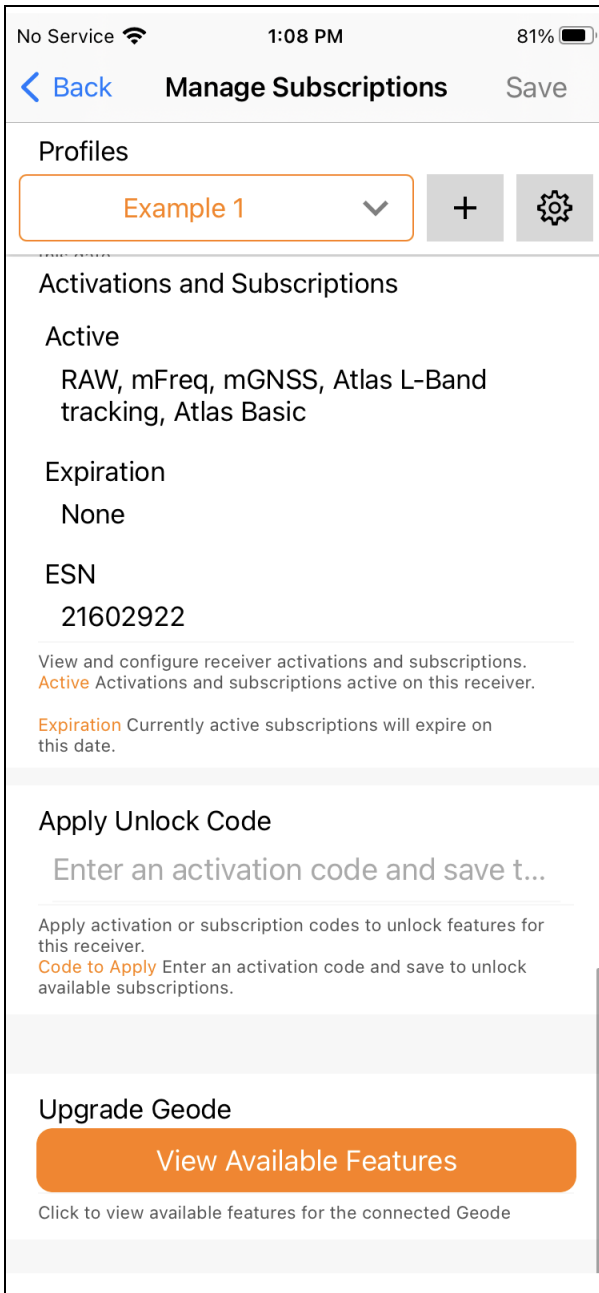 No Service 1:08 PM 81%
Back Manage Subscriptions Save
Profiles
Example 1 +
this date.
Activations and Subscriptions
Active
RAW, mFreq, mGNSS, Atlas L-Band
tracking, Atlas Basic
Expiration
None
ESN
21602922
View and configure receiver activations and subscriptions.
Active Activations and subscriptions active on this receiver.
Expiration Currently active subscriptions will expire on
this date.
Apply Unlock Code
Enter an activation code and save t...
Apply activation or subscription codes to unlock features for
this receiver.
Code to Apply Enter an activation code and save to unlock
available subscriptions.
Upgrade Geode
View Available Features
Click to view available features for the connected Geode